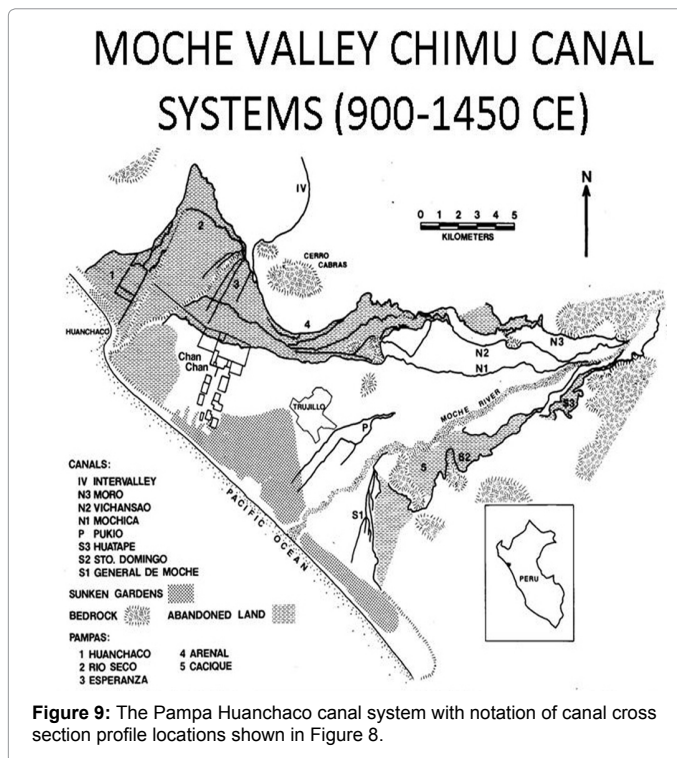 MOCHE VALLEY CHIMU CANAL
SYSTEMS (900-1450 CE)
N
IV
0 1 2 3 4 5
KILOMETERS
CERRO
CABRAS
2
1
3
4
HUANCHACO
Chan
Chan
N3
N2
N1
TRUJILLO
MOCHE RIVER
P
S3
S2
5
S1
PACIFIC OCEAN
PERU
CANALS:
IV INTERVALLEY
N3 MORO
N2 VICHANSAO
N1 MOCHICA
P PUKIO
S3 HUATAPE
S2 STO. DOMINGO
S1 GENERAL DE MOCHE
SUNKEN GARDENS
BEDROCK ABANDONED LAND
PAMPAS:
1 HUANCHACO 4 ARENAL
2 RIO SECO 5 CACIQUE
3 ESPERANZA
Figure 9: The Pampa Huanchaco canal system with notation of canal cross
section profile locations shown in Figure 8.